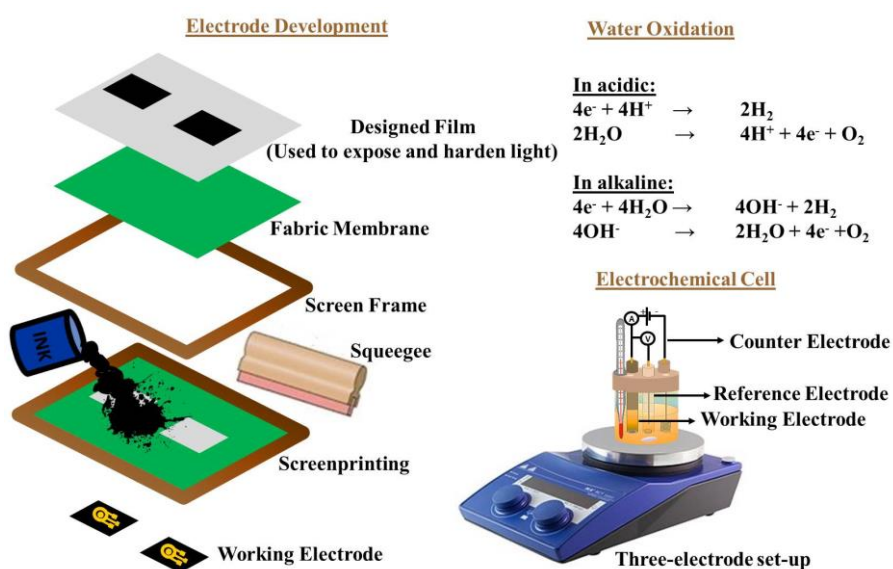 Electrode Development
Designed Film
(Used to expose and harden light)
Fabric Membrane
Screen Frame
INK
Squeegee
Screenprinting
Working Electrode
Water Oxidation
In acidic:
4e⁻ + 4H⁺ → 2H₂
2H₂O → 4H⁺ + 4e⁻ + O₂
In alkaline:
4e⁻ + 4H₂O → 4OH⁻ + 2H₂
4OH⁻ → 2H₂O + 4e⁻ +O₂
Electrochemical Cell
A
+
V
Counter Electrode
Reference Electrode
Working Electrode
Three-electrode set-up